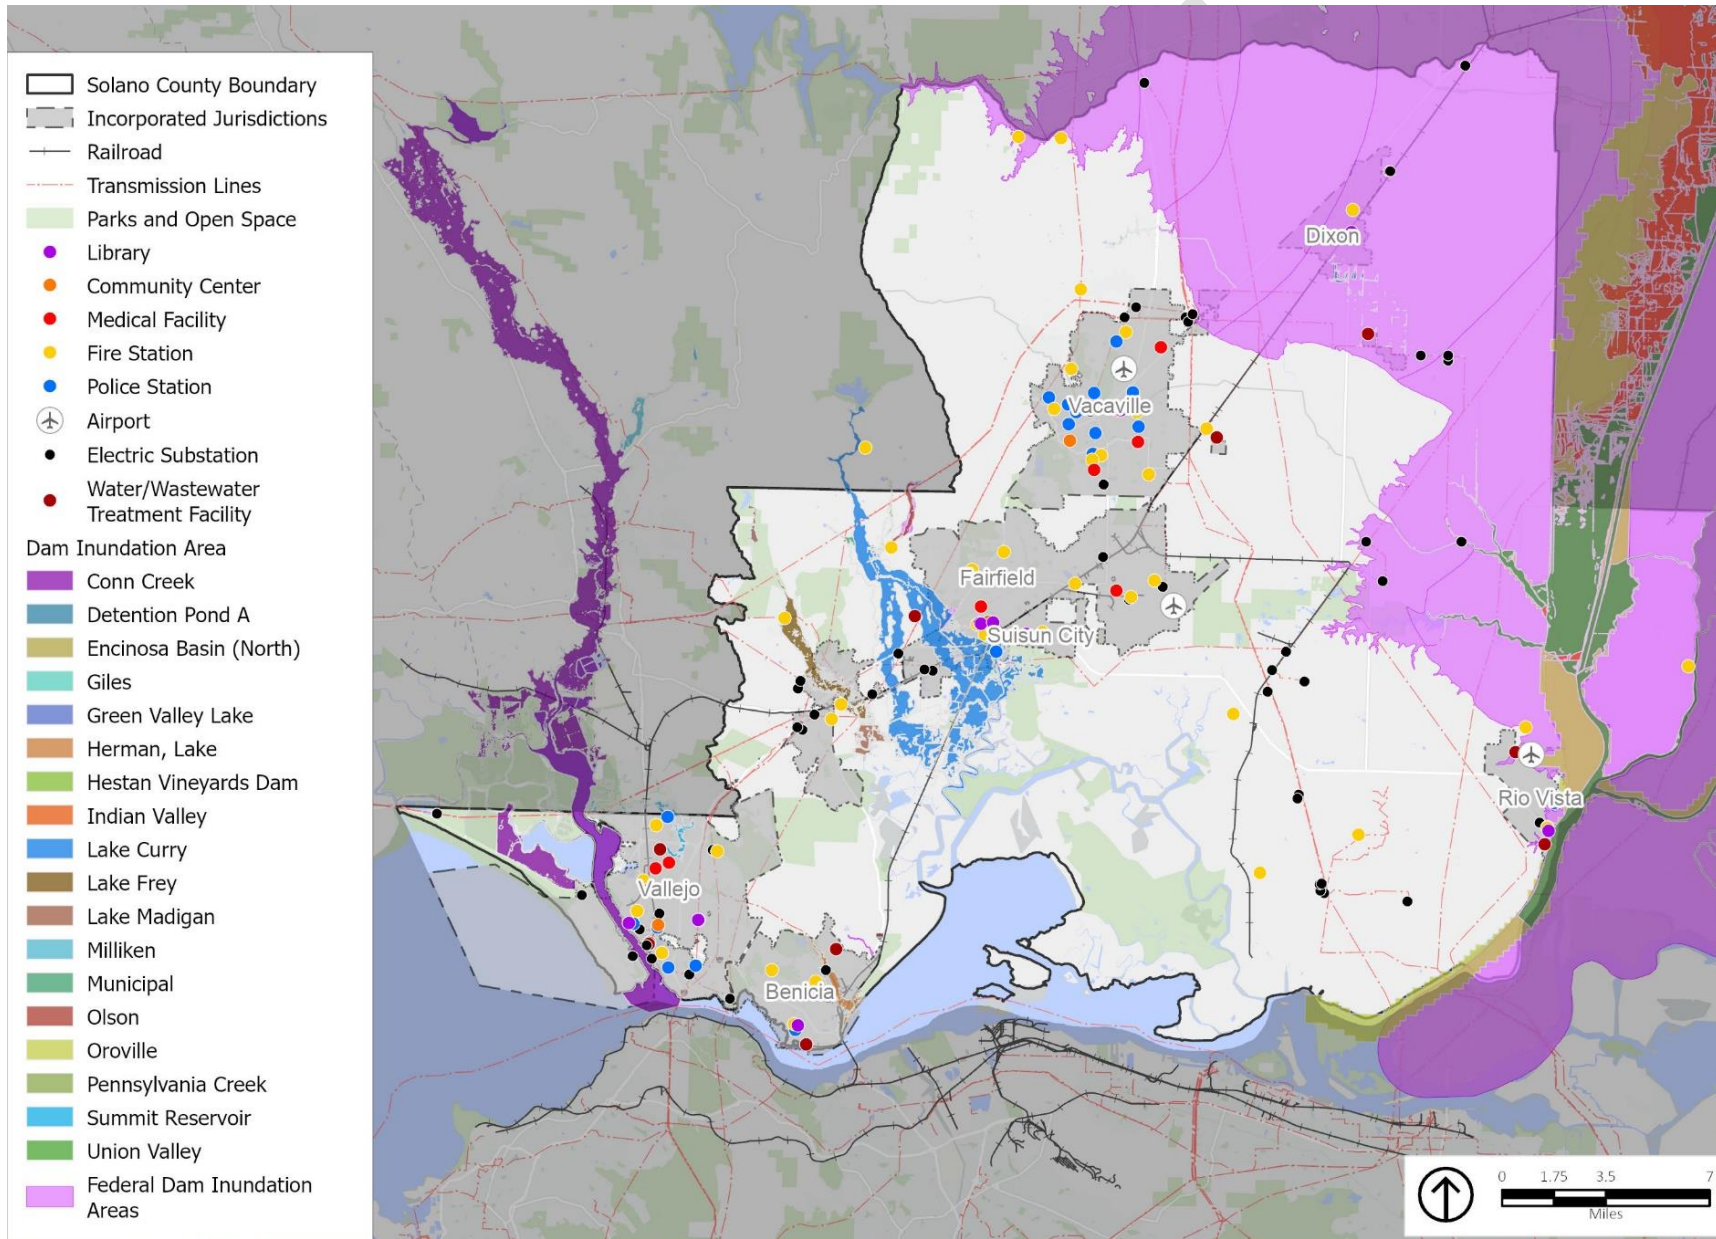 Solano County Boundary
Incorporated Jurisdictions
Railroad
Transmission Lines
Parks and Open Space
Library
Community Center
Medical Facility
Fire Station
Police Station
Airport
Electric Substation
Water/Wastewater
Treatment Facility
Dam Inundation Area
Conn Creek
Detention Pond A
Encinosa Basin (North)
Giles
Green Valley Lake
Herman, Lake
Hestan Vineyards Dam
Indian Valley
Lake Curry
Lake Frey
Lake Madigan
Milliken
Municipal
Olson
Oroville
Pennsylvania Creek
Summit Reservoir
Union Valley
Federal Dam Inundation
Areas
Dixon
Vacaville
Fairfield
Suisun City
Rio Vista
Vallejo
Benicia
0 1.75 3.5 7
Miles